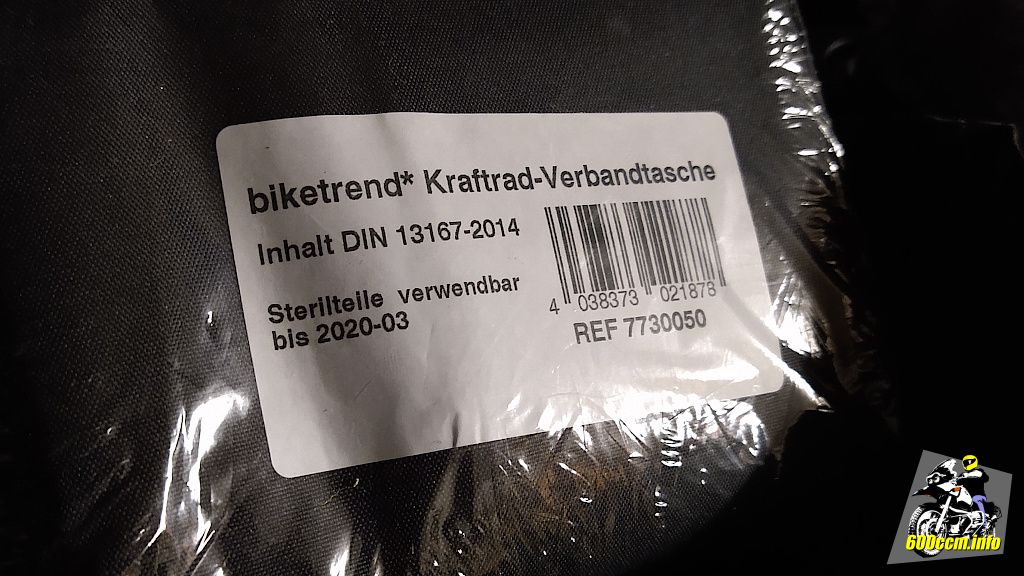 biketrend* Kraftrad-Verbandtasche
Inhalt DIN 13167-2014
Sterilteile verwendbar
bis 2020-03
4 038373 021878
REF 7730050
600ccm.info